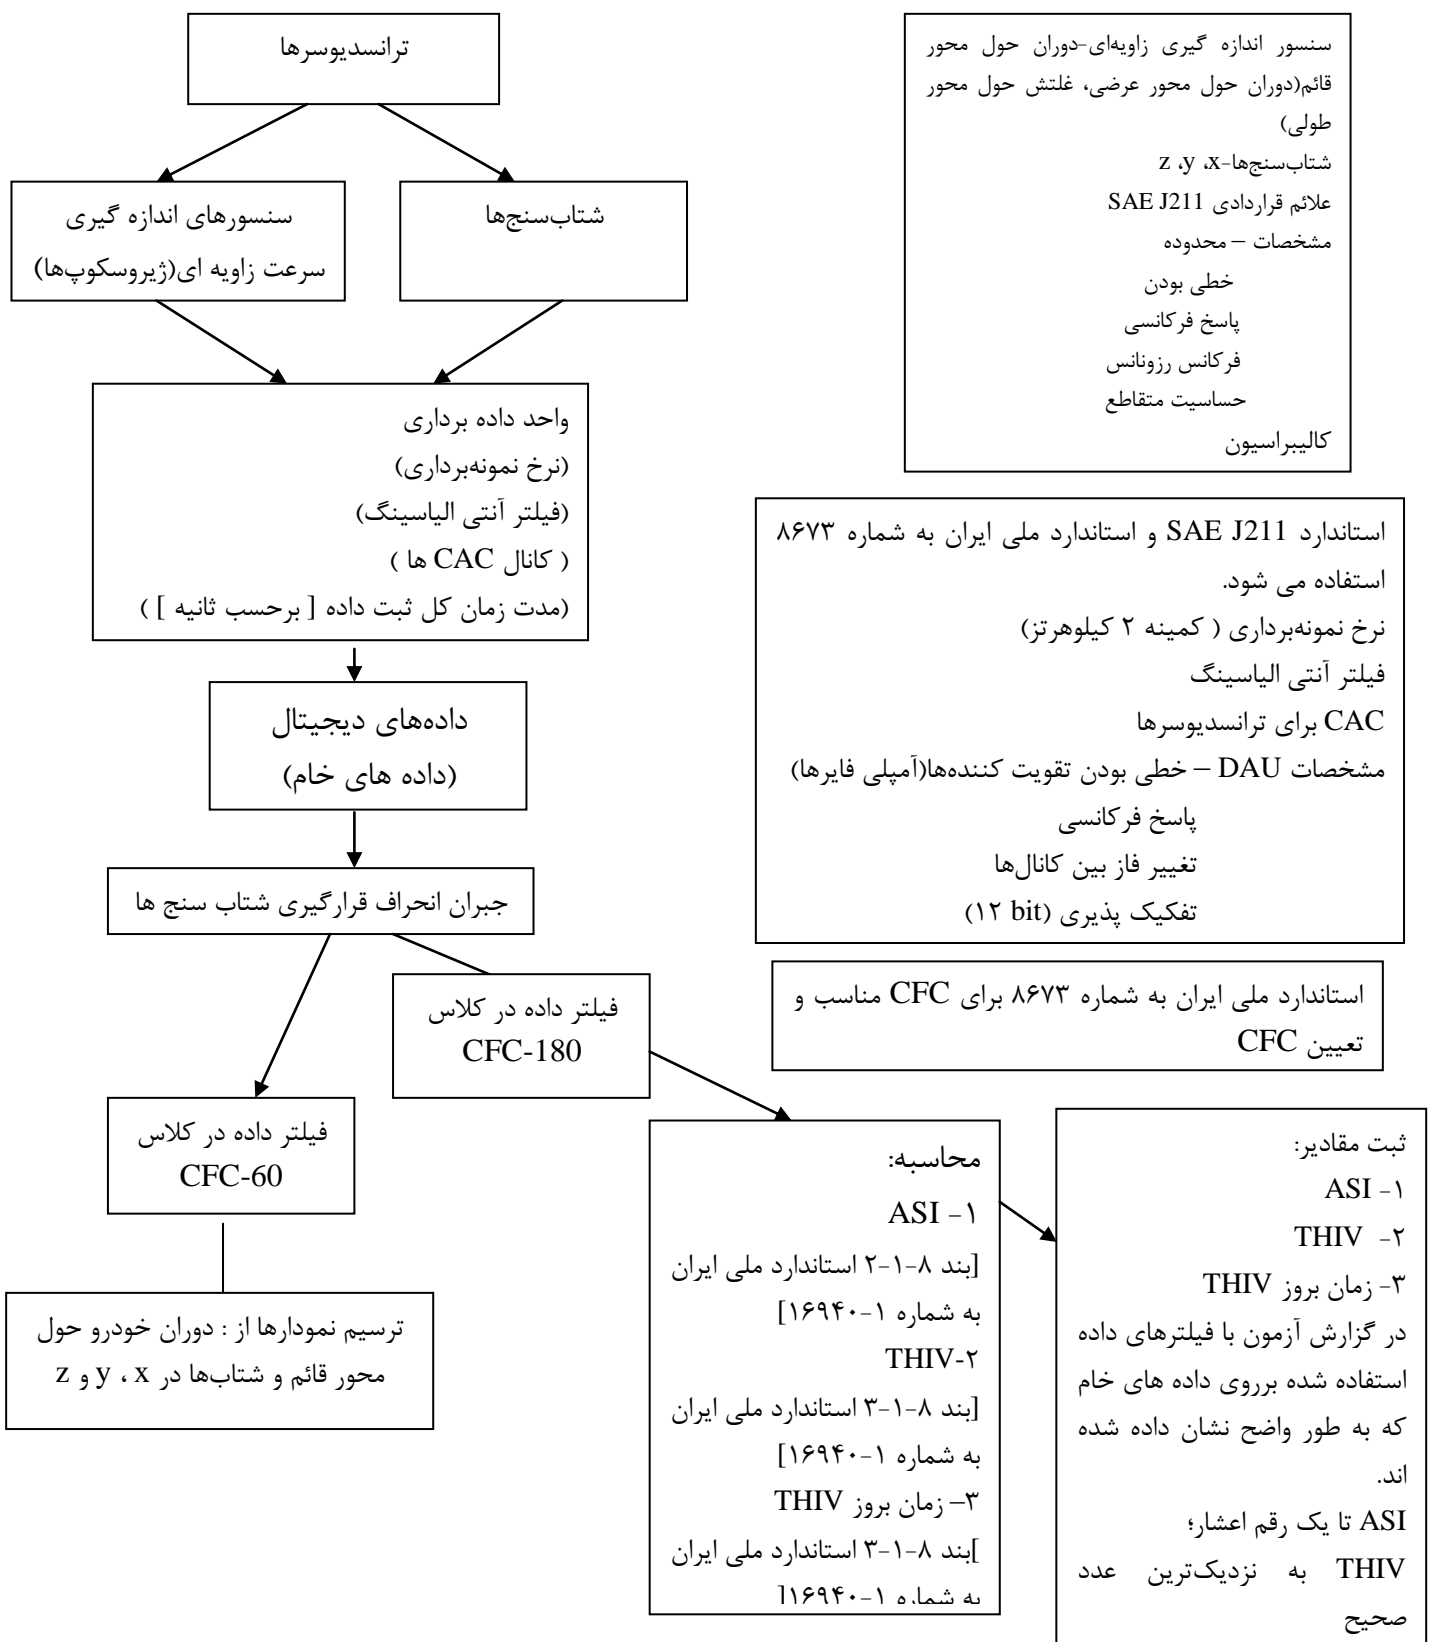 ترانسدیوسرها
سنسورهای اندازه گیری
سرعت زاویه ای(ژیروسکوپ‌ها)
شتاب‌سنج‌ها
واحد داده برداری
(نرخ نمونه‌برداری)
(فیلتر آنتی الیاسینگ)
( کانال CAC ها )
(مدت زمان کل ثبت داده [ برحسب ثانیه ] )
داده‌های دیجیتال
(داده های خام)
جبران انحراف قرارگیری شتاب سنج ها
فیلتر داده در کلاس
CFC-180
فیلتر داده در کلاس
CFC-60
ترسیم نمودارها از : دوران خودرو حول
محور قائم و شتاب‌ها در x ، y و z
سنسور اندازه گیری زاویه‌ای-دوران حول محور
قائم(دوران حول محور عرضی، غلتش حول محور
طولی)
شتاب‌سنج‌ها-x، y، z
علائم قراردادی SAE J211
مشخصات – محدوده
خطی بودن
پاسخ فرکانسی
فرکانس رزونانس
حساسیت متقاطع
کالیبراسیون
استاندارد SAE J211 و استاندارد ملی ایران به شماره ۸۶۷۳
استفاده می شود.
نرخ نمونه‌برداری ( کمینه ۲ کیلوهرتز)
فیلتر آنتی الیاسینگ
CAC برای ترانسدیوسرها
مشخصات DAU – خطی بودن تقویت کننده‌ها(آمپلی فایرها)
پاسخ فرکانسی
تغییر فاز بین کانال‌ها
تفکیک پذیری (۱۲ bit)
استاندارد ملی ایران به شماره ۸۶۷۳ برای CFC مناسب و
تعیین CFC
محاسبه:
۱- ASI
[بند ۸-۱-۲ استاندارد ملی ایران
به شماره ۱-۱۶۹۴۰]
۲-THIV
[بند ۸-۱-۳ استاندارد ملی ایران
به شماره ۱-۱۶۹۴۰]
۳– زمان بروز THIV
]بند ۸-۱-۳ استاندارد ملی ایران
به شماره ۱-۱۶۹۴۰[
ثبت مقادیر:
۱- ASI
۲- THIV
۳- زمان بروز THIV
در گزارش آزمون با فیلترهای داده
استفاده شده برروی داده های خام
که به طور واضح نشان داده شده
اند.
ASI تا یک رقم اعشار؛
THIV به نزدیک‌ترین عدد
صحیح